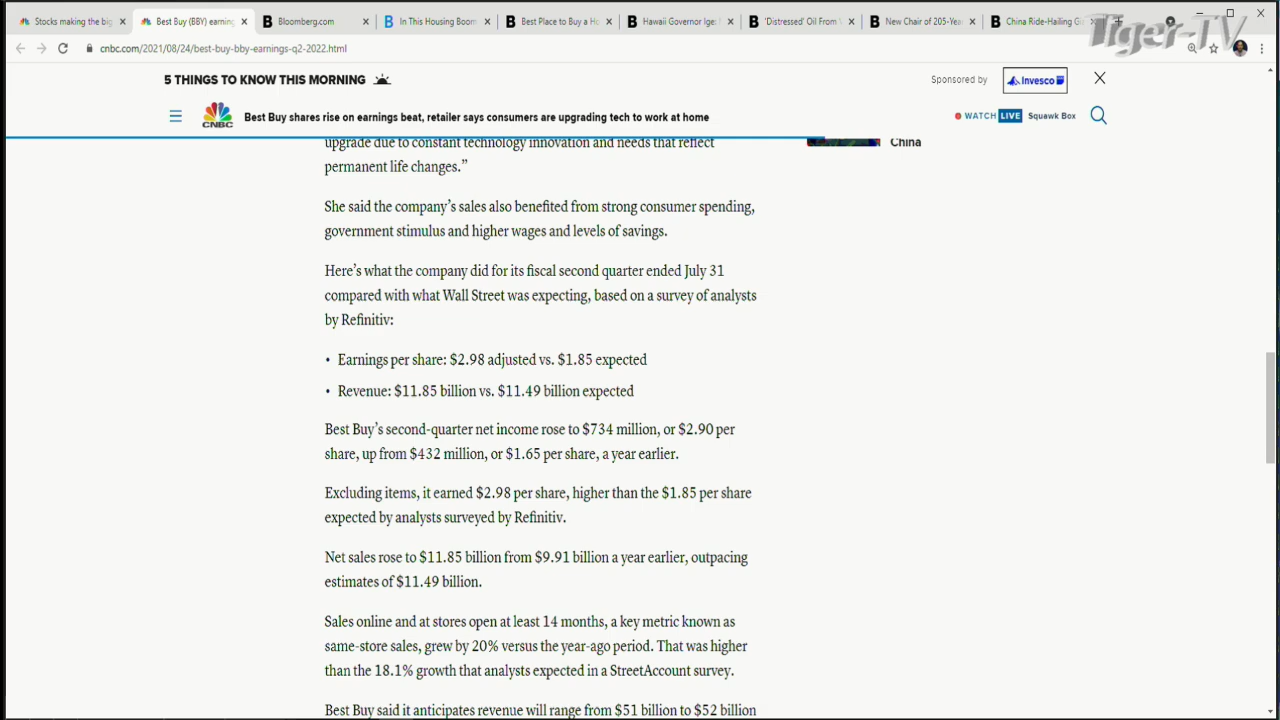 Stocks making the big
Best Buy (BBY) earning
Bloomberg.com
In This Housing Boom
Best Place to Buy a Ho
Hawaii Governor Ige:
'Distressed' Oil From
New Chair of 205-Year
China Ride-Hailing Gi
Tiger-TV
cnbc.com/2021/08/24/best-buy-bby-earnings-q2-2022.html
5 THINGS TO KNOW THIS MORNING
Sponsored by
Invesco
CNBC
Best Buy shares rise on earnings beat, retailer says consumers are upgrading tech to work at home
WATCH LIVE Squawk Box
upgrade due to constant technology innovation and needs that reflect
permanent life changes.”
China
She said the company’s sales also benefited from strong consumer spending,
government stimulus and higher wages and levels of savings.
Here’s what the company did for its fiscal second quarter ended July 31
compared with what Wall Street was expecting, based on a survey of analysts
by Refinitiv:
• Earnings per share: $2.98 adjusted vs. $1.85 expected
• Revenue: $11.85 billion vs. $11.49 billion expected
Best Buy’s second-quarter net income rose to $734 million, or $2.90 per
share, up from $432 million, or $1.65 per share, a year earlier.
Excluding items, it earned $2.98 per share, higher than the $1.85 per share
expected by analysts surveyed by Refinitiv.
Net sales rose to $11.85 billion from $9.91 billion a year earlier, outpacing
estimates of $11.49 billion.
Sales online and at stores open at least 14 months, a key metric known as
same-store sales, grew by 20% versus the year-ago period. That was higher
than the 18.1% growth that analysts expected in a StreetAccount survey.
Best Buy said it anticipates revenue will range from $51 billion to $52 billion